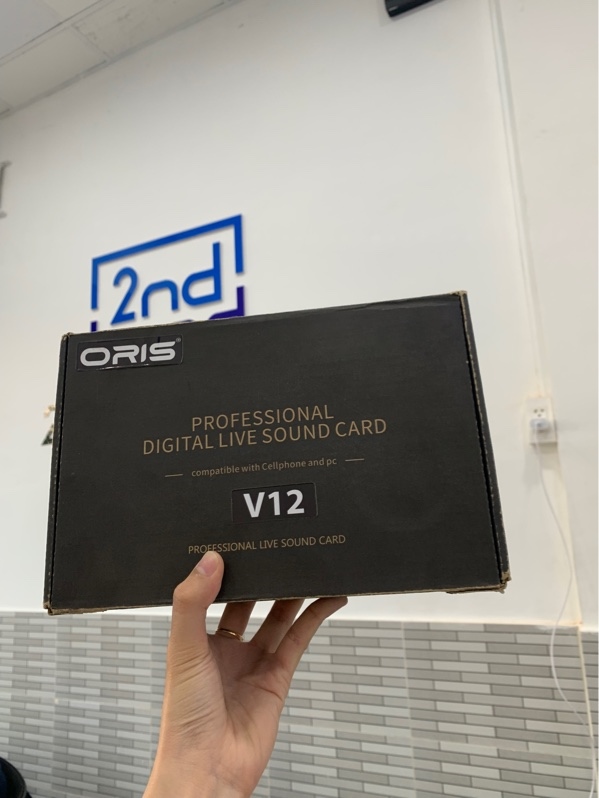 2nd
ORIS
PROFESSIONAL
DIGITAL LIVE SOUND CARD
compatible with Cellphone and pc
V12
PROFESSIONAL LIVE SOUND CARD